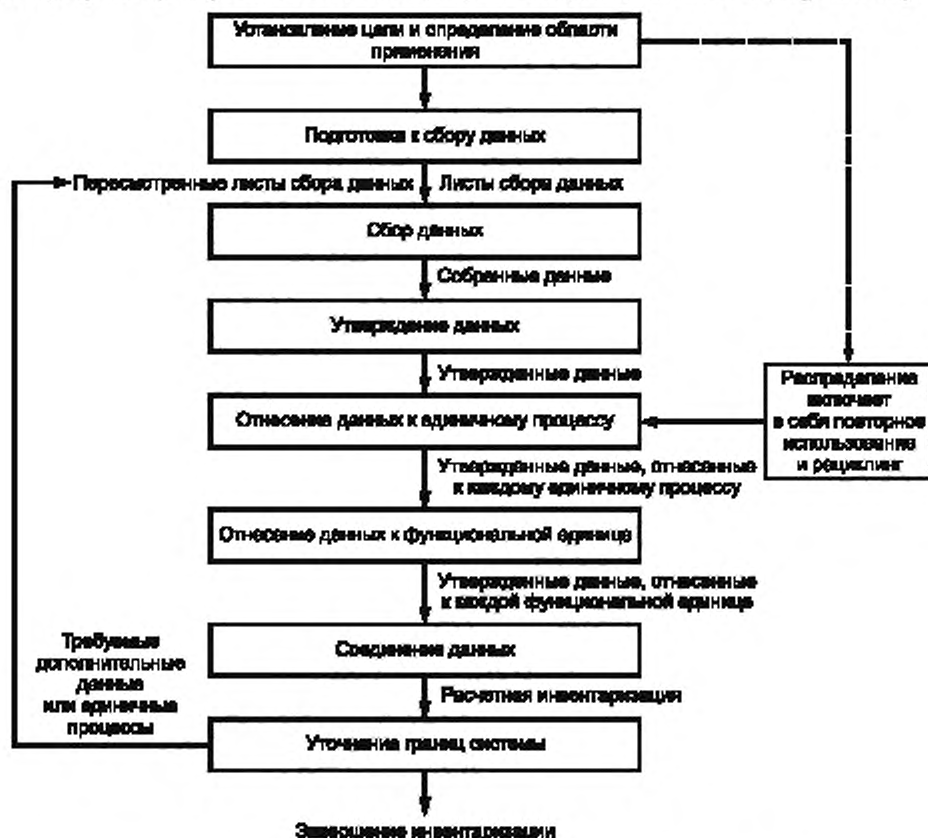 Установление цели и определение области
применения
Подготовка к сбору данных
Пересмотренные листы сбора данных
Листы сбора данных
Сбор данных
Собранные данные
Утверждение данных
Утвержденные данные
Распределение
включает
в себя повторное
использование
и рециклинг
Отнесение данных к единичному процессу
Утвержденные данные, отнесенные
к каждому единичному процессу
Отнесение данных к функциональной единице
Утвержденные данные, отнесенные
к каждой функциональной единице
Соединение данных
Требуемые
дополнительные
данные
или единичные
процессы
Расчетная инвентаризация
Уточнение границ системы
Завершение инвентаризации